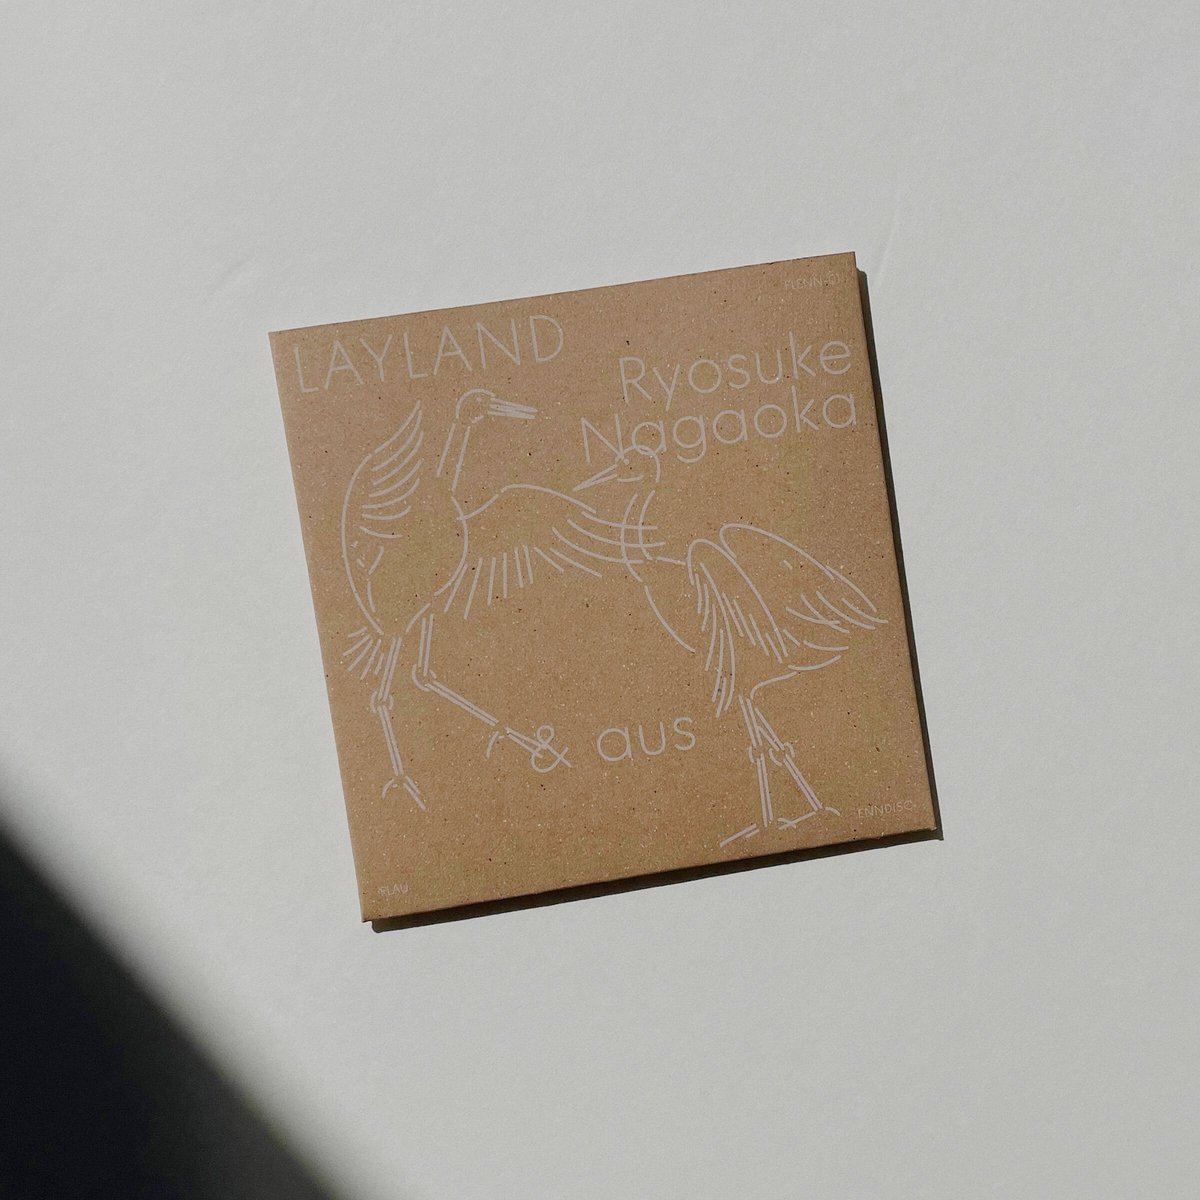 LAYLAND
Ryosuke
Nagaoka
& aus
ENNDISC
FLAU